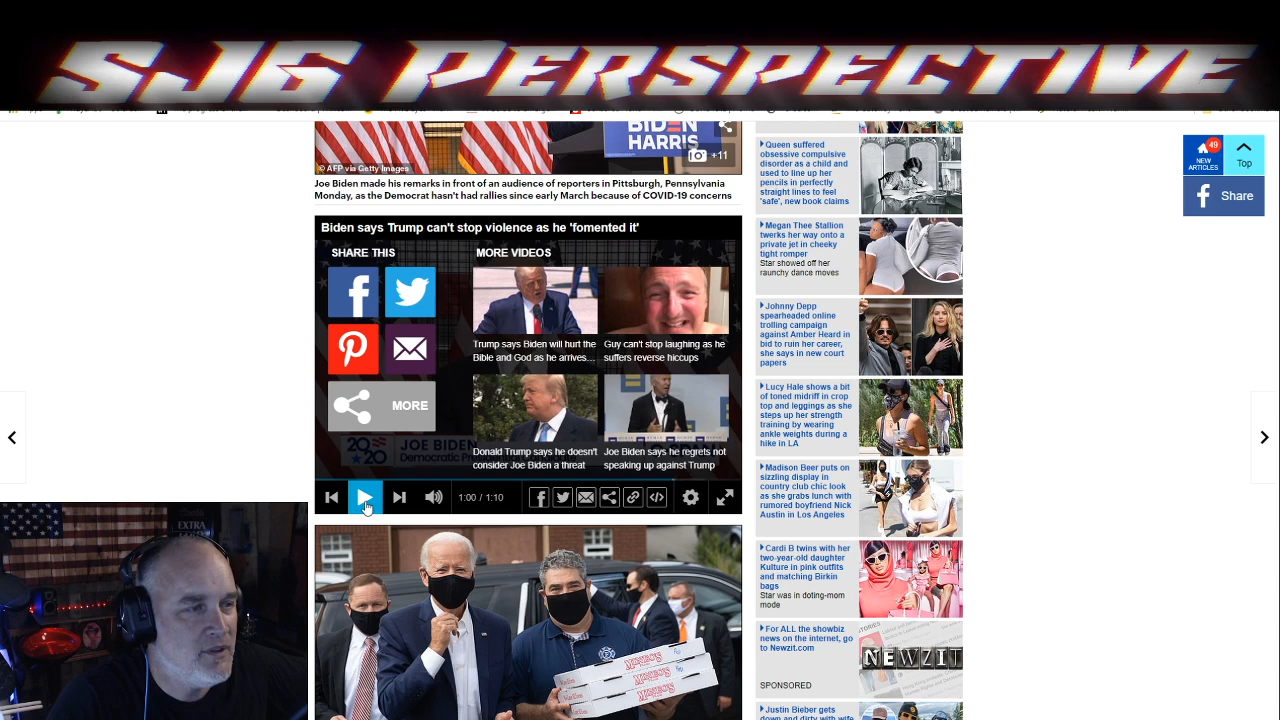 SJG PERSPECTIVE
BIDEN
HARRIS
+11
© AFP via Getty Images
Joe Biden made his remarks in front of an audience of reporters in Pittsburgh, Pennsylvania
Monday, as the Democrat hasn't had rallies since early March because of COVID-19 concerns
Biden says Trump can't stop violence as he 'fomented it'
SHARE THIS
MORE VIDEOS
Trump says Biden will hurt the
Bible and God as he arrives...
Guy can't stop laughing as he
suffers reverse hiccups
MORE
2020
JOE BIDEN
Democratic
Donald Trump says he doesn't
consider Joe Biden a threat
Joe Biden says he regrets not
speaking up against Trump
1:00 / 1:10
EXTRA
Queen suffered
obsessive compulsive
disorder as a child and
used to line up her
pencils in perfectly
straight lines to feel
'safe', new book claims
Megan Thee Stallion
twerks her way onto a
private jet in cheeky
tight romper
Star showed off her
raunchy dance moves
Johnny Depp
spearheaded online
trolling campaign
against Amber Heard in
bid to ruin her career,
she says in new court
papers
Lucy Hale shows a bit
of toned midriff in crop
top and leggings as she
steps up her strength
training by wearing
ankle weights during a
hike in LA
Madison Beer puts on
sizzling display in
country club chic look
as she grabs lunch with
rumored boyfriend Nick
Austin in Los Angeles
Cardi B twins with her
two-year-old daughter
Kulture in pink outfits
and matching Birkin
bags
Star was in doting-mom
mode
For ALL the showbiz
news on the internet, go
to Newzit.com
NEWZIT
SPONSORED
Justin Bieber gets
down and dirty with wife
49
NEW
ARTICLES
Top
Share